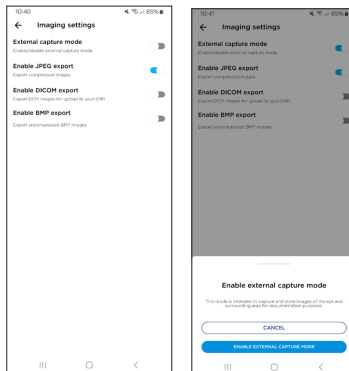 10:40
85%
Imaging settings
External capture mode
Enable/disable external capture mode
Enable JPEG export
Export compressed images
Enable DICOM export
Export DCM images for upload to your EMR
Enable BMP export
Export uncompressed BMP images
10:41
85%
Imaging settings
External capture mode
Enable/disable external capture mode
Enable JPEG export
Export compressed images
Enable DICOM export
Export DCM images for upload to your EMR
Enable BMP export
Export uncompressed BMP images
Enable external capture mode
This mode is intended to capture and store images of the eye and
surrounding area for documentation purposes.
CANCEL
ENABLE EXTERNAL CAPTURE MODE